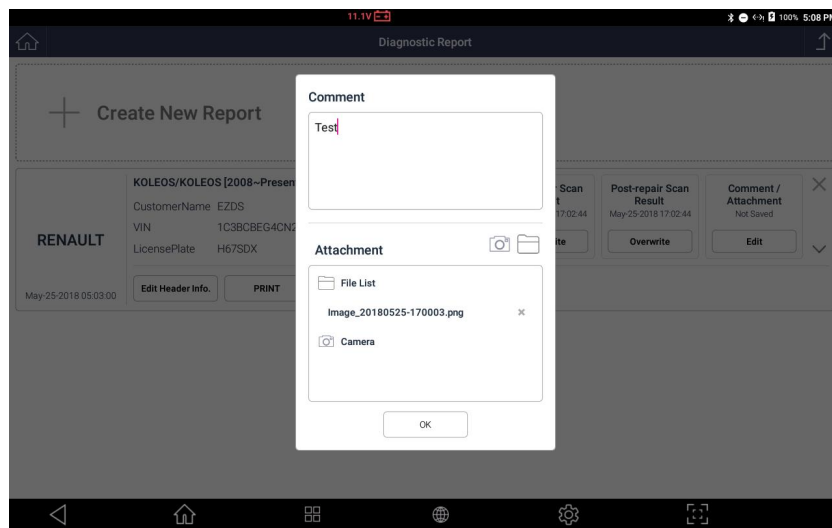 11.1V
100% 5:08 PM
Diagnostic Report
Create New Report
RENAULT
May-25-2018 05:03:00
KOLEOS/KOLEOS [2008~Presen
CustomerName EZDS
VIN 1C3BCBEG4CN2
LicensePlate H67SDX
Edit Header Info.
PRINT
Comment
Test
Attachment
File List
Image_20180525-170003.png
Camera
OK
Scan
t
17:02:44
ite
Post-repair Scan
Result
May-25-2018 17:02:44
Overwrite
Comment /
Attachment
Not Saved
Edit